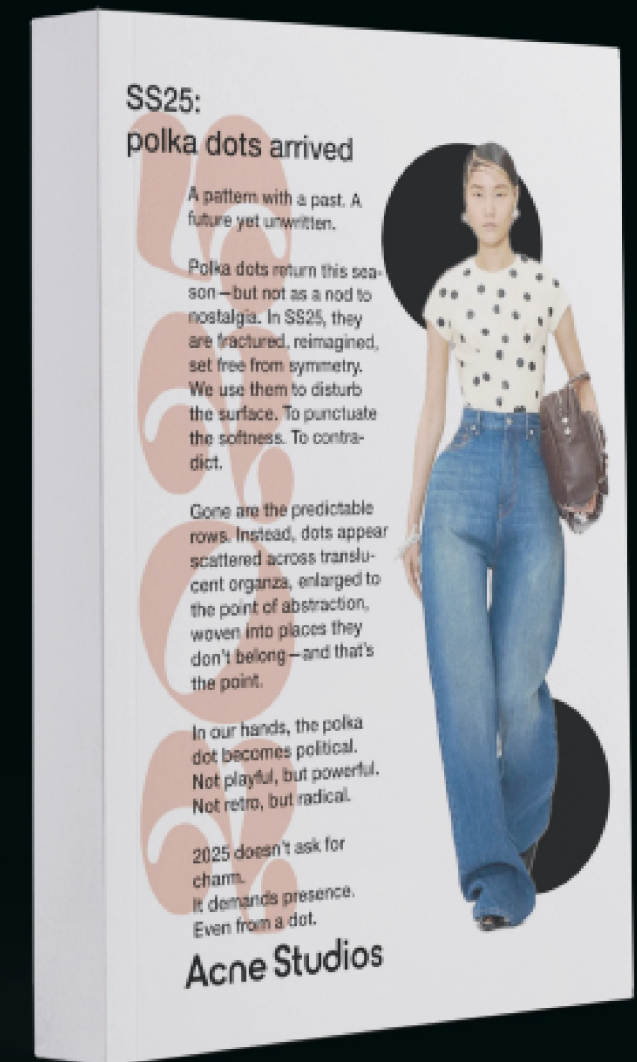 SS25:
polka dots arrived
A pattern with a past. A
future yet unwritten.
Polka dots return this sea-
son—but not as a nod to
nostalgia. In SS25, they
are fractured, reimagined,
set free from symmetry.
We use them to disturb
the surface. To punctuate
the softness. To contra-
dict.
Gone are the predictable
rows. Instead, dots appear
scattered across translu-
cent organza, enlarged to
the point of abstraction,
woven into places they
don't belong—and that's
the point.
In our hands, the polka
dot becomes political.
Not playful, but powerful.
Not retro, but radical.
2025 doesn't ask for
charm.
It demands presence.
Even from a dot.
Acne Studios